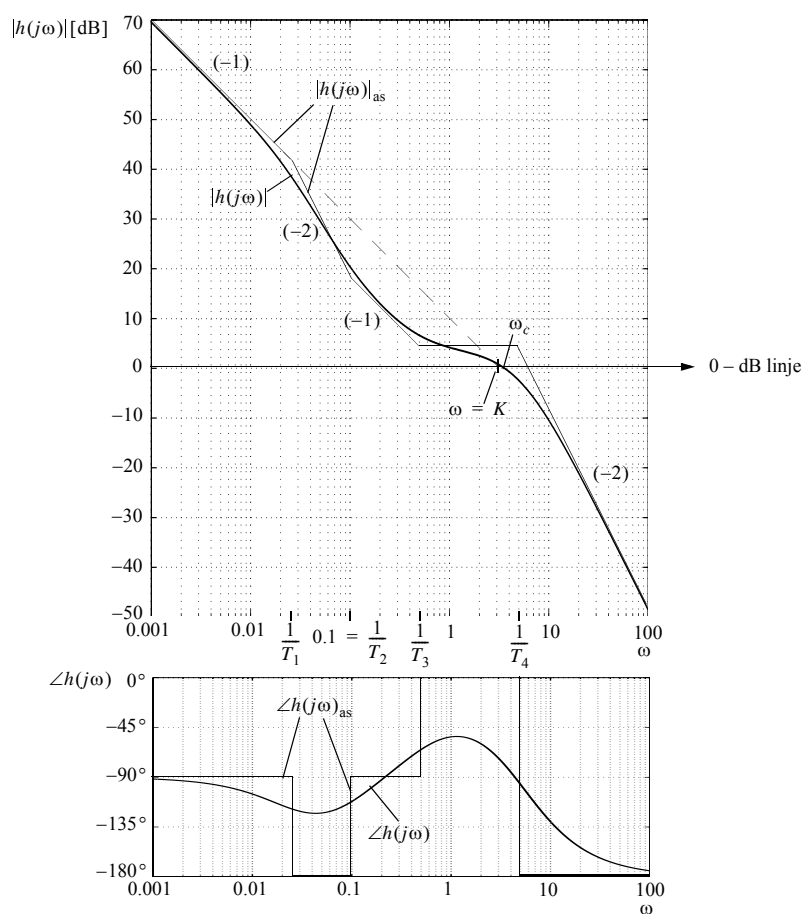 |h(jω)| [dB]
70
60
50
40
30
20
10
0
−10
−20
−30
−40
−50
(−1)
|h(jω)|as
|h(jω)|
(−2)
(−1)
ωc
0 – dB linje
ω = K
(−2)
0.001 0.01 1/T1 0.1 = 1/T2 1/T3 1 1/T4 10 100
ω
∠h(jω)
0°
−45°
−90°
−135°
−180°
∠h(jω)as
∠h(jω)
0.001 0.01 0.1 1 10 100
ω